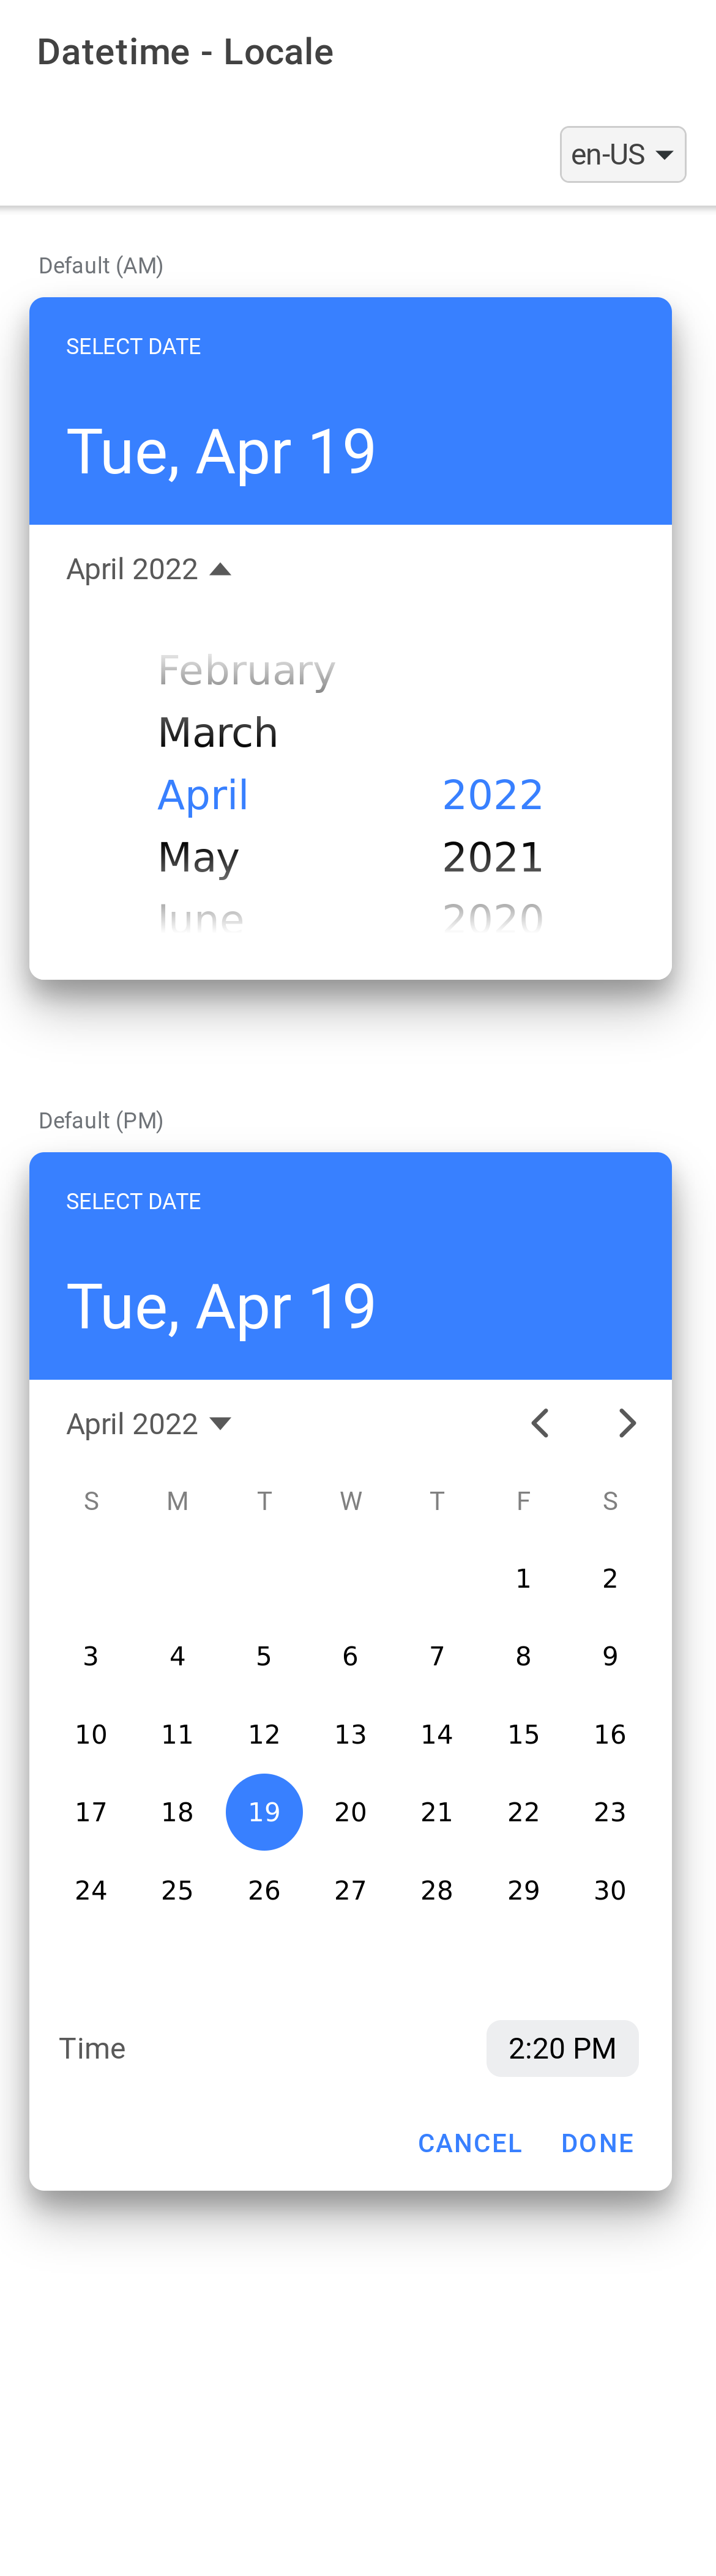 Datetime - Locale
en-US
Default (AM)
SELECT DATE
Tue, Apr 19
April 2022
February
March
April 2022
May 2021
June 2020
Default (PM)
SELECT DATE
Tue, Apr 19
April 2022
S M T W T F S
1 2
3 4 5 6 7 8 9
10 11 12 13 14 15 16
17 18 19 20 21 22 23
24 25 26 27 28 29 30
Time 2:20 PM
CANCEL DONE